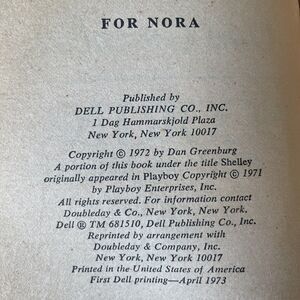 FOR NORA
Published by
DELL PUBLISHING CO., INC.
1 Dag Hammarskjold Plaza
New York, New York 10017
Copyright © 1972 by Dan Greenburg
A portion of this book under the title Shelley
originally appeared in Playboy Copyright © 1971
by Playboy Enterprises, Inc.
All rights reserved. For information contact
Doubleday & Co., New York, New York.
Dell ® TM 681510, Dell Publishing Co., Inc.
Reprinted by arrangement with
Doubleday & Company, Inc.
New York, New York 10017
Printed in the United States of America
First Dell printing—April 1973